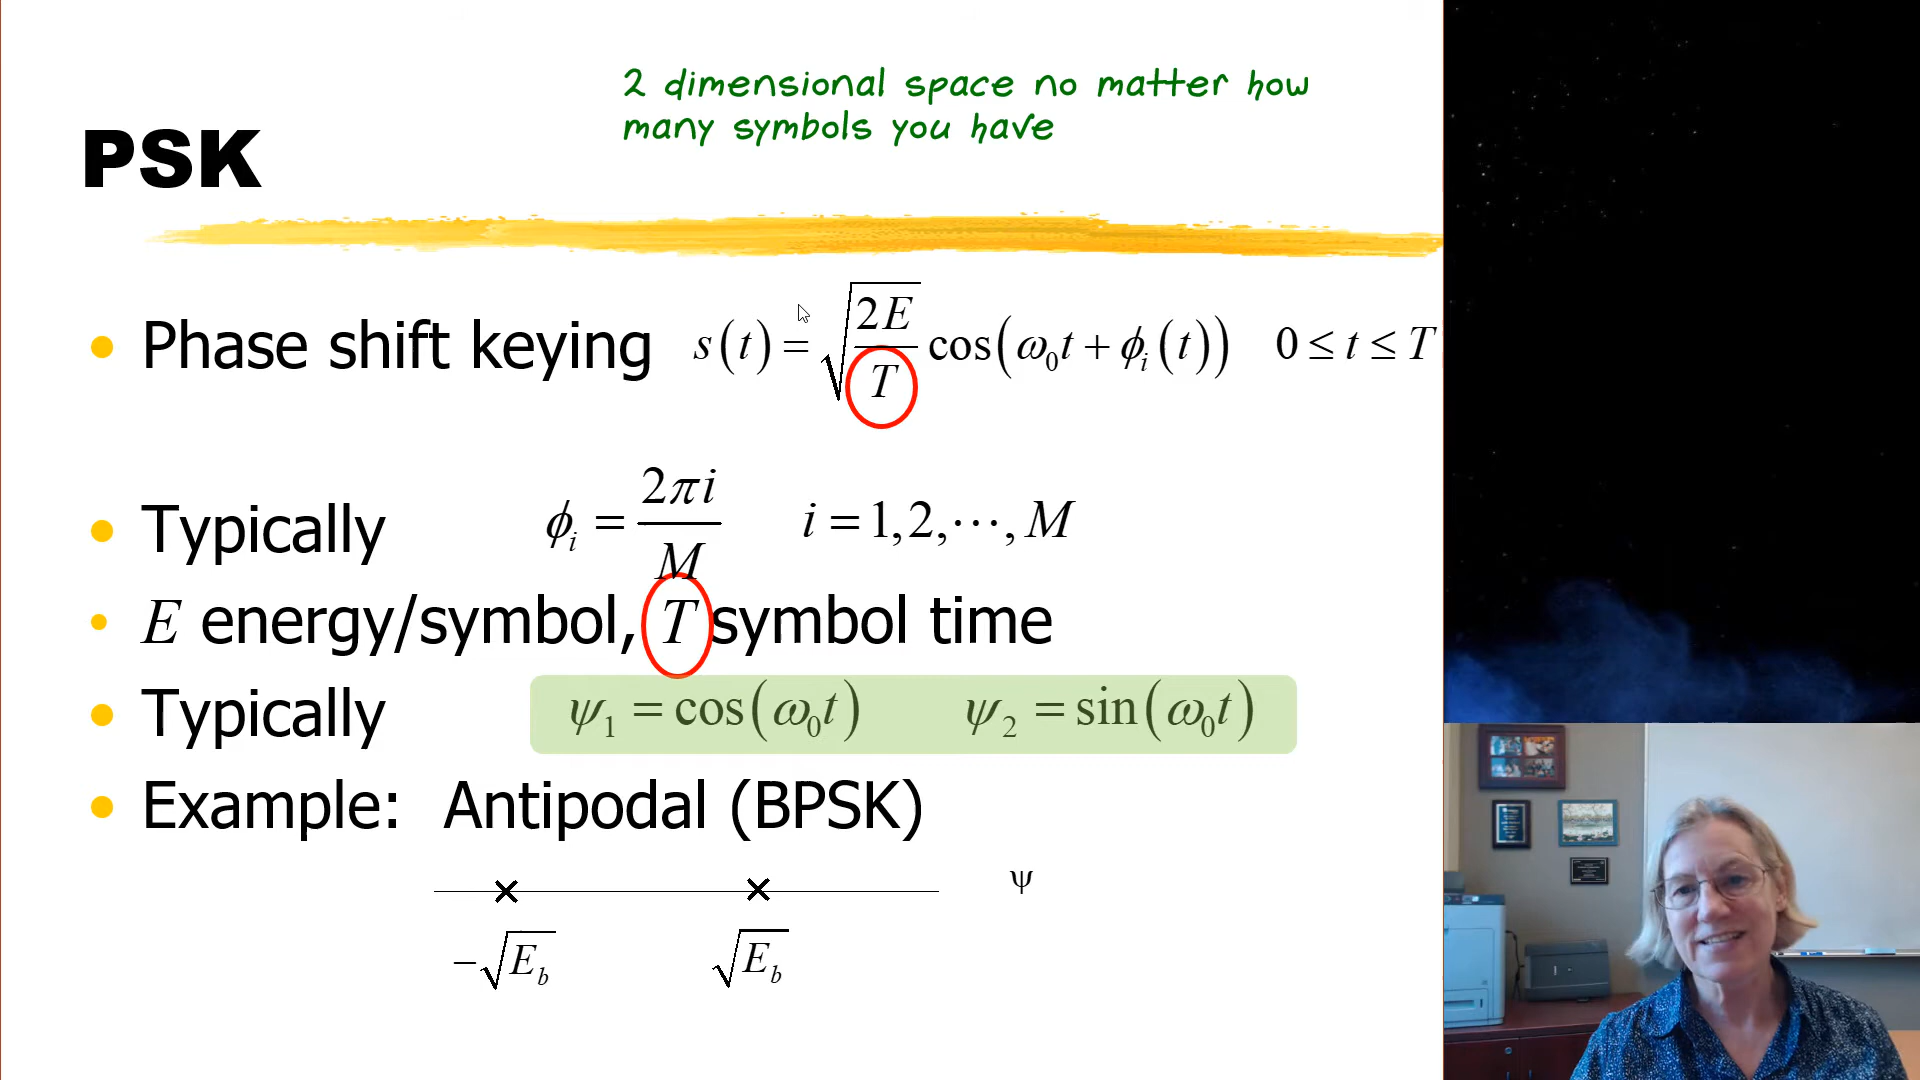 2 dimensional space no matter how
many symbols you have
PSK
• Phase shift keying s(t) = √(2E/T) cos(ω₀t + ϕᵢ(t)) 0 ≤ t ≤ T
• Typically ϕᵢ = 2πi/M i = 1,2,⋯,M
• E energy/symbol, T symbol time
• Typically ψ₁ = cos(ω₀t) ψ₂ = sin(ω₀t)
• Example: Antipodal (BPSK)
ψ
−√E_b √E_b